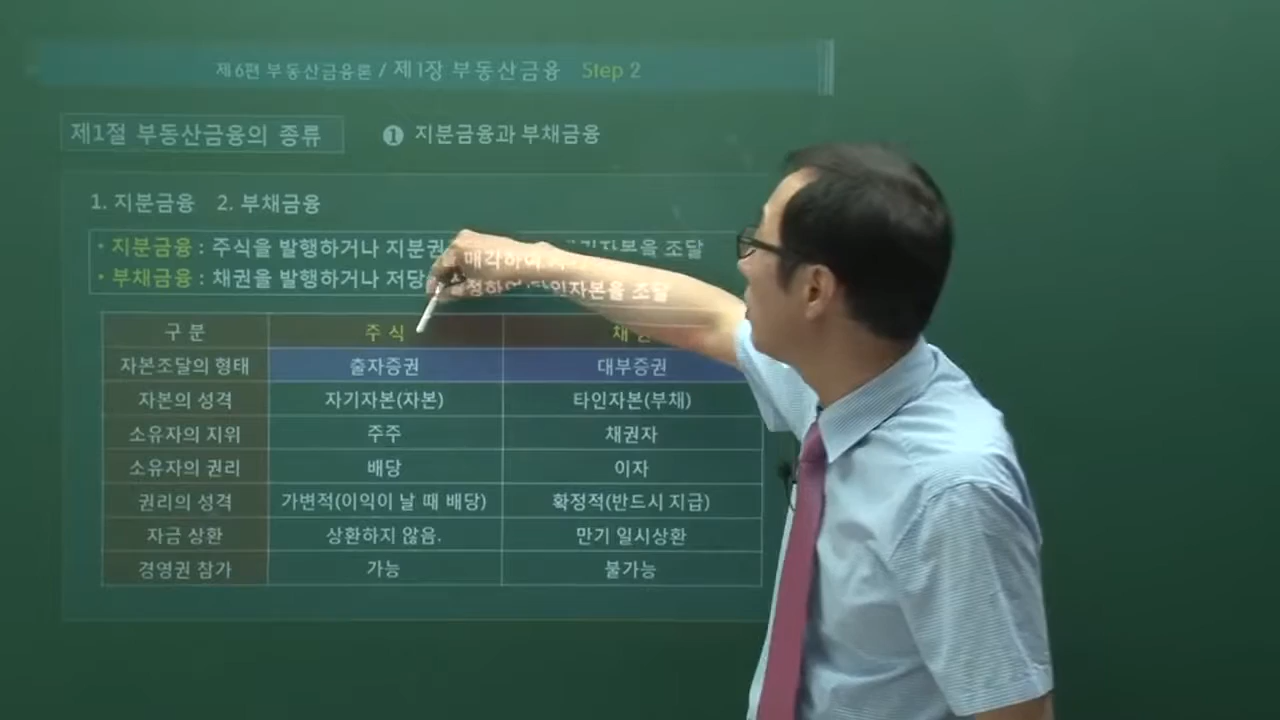 제6편 부동산금융론 / 제1장 부동산금융 Step 2
제1절 부동산금융의 종류 ❶ 지분금융과 부채금융
1. 지분금융 2. 부채금융
• 지분금융 : 주식을 발행하거나 지분권을 매각하여 자기자본을 조달
• 부채금융 : 채권을 발행하거나 저당 설정하여 타인자본을 조달
구 분 주 식 채
자본조달의 형태 출자증권 대부증권
자본의 성격 자기자본(자본) 타인자본(부채)
소유자의 지위 주주 채권자
소유자의 권리 배당 이자
권리의 성격 가변적(이익이 날 때 배당) 확정적(반드시 지급)
자금 상환 상환하지 않음. 만기 일시상환
경영권 참가 가능 불가능